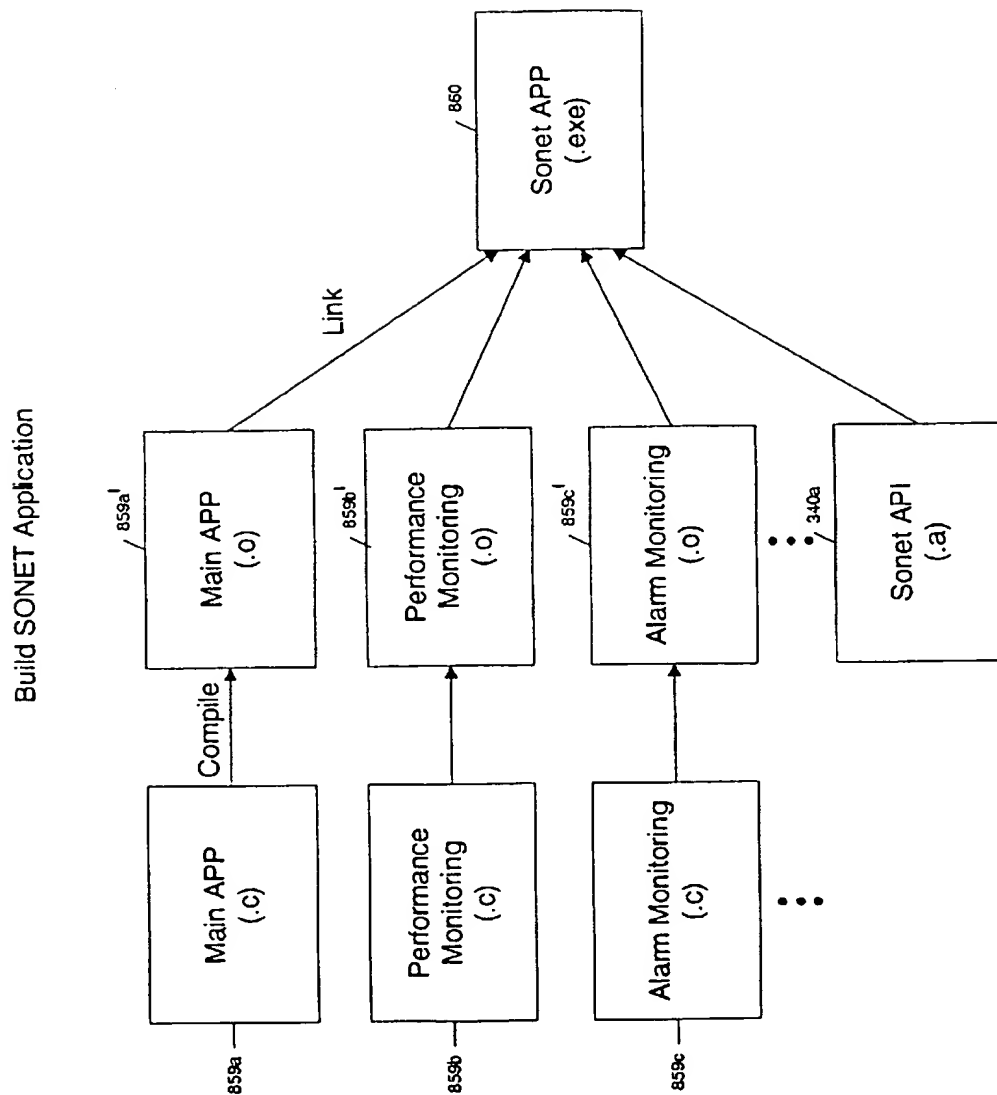 Build SONET Application
859a
Main APP
(.c)
Compile
859a'
Main APP
(.o)
Link
859b
Performance
Monitoring
(.c)
859b'
Performance
Monitoring
(.o)
859c
Alarm Monitoring
(.c)
859c'
Alarm Monitoring
(.o)
340a
Sonet API
(.a)
860
Sonet APP
(.exe)